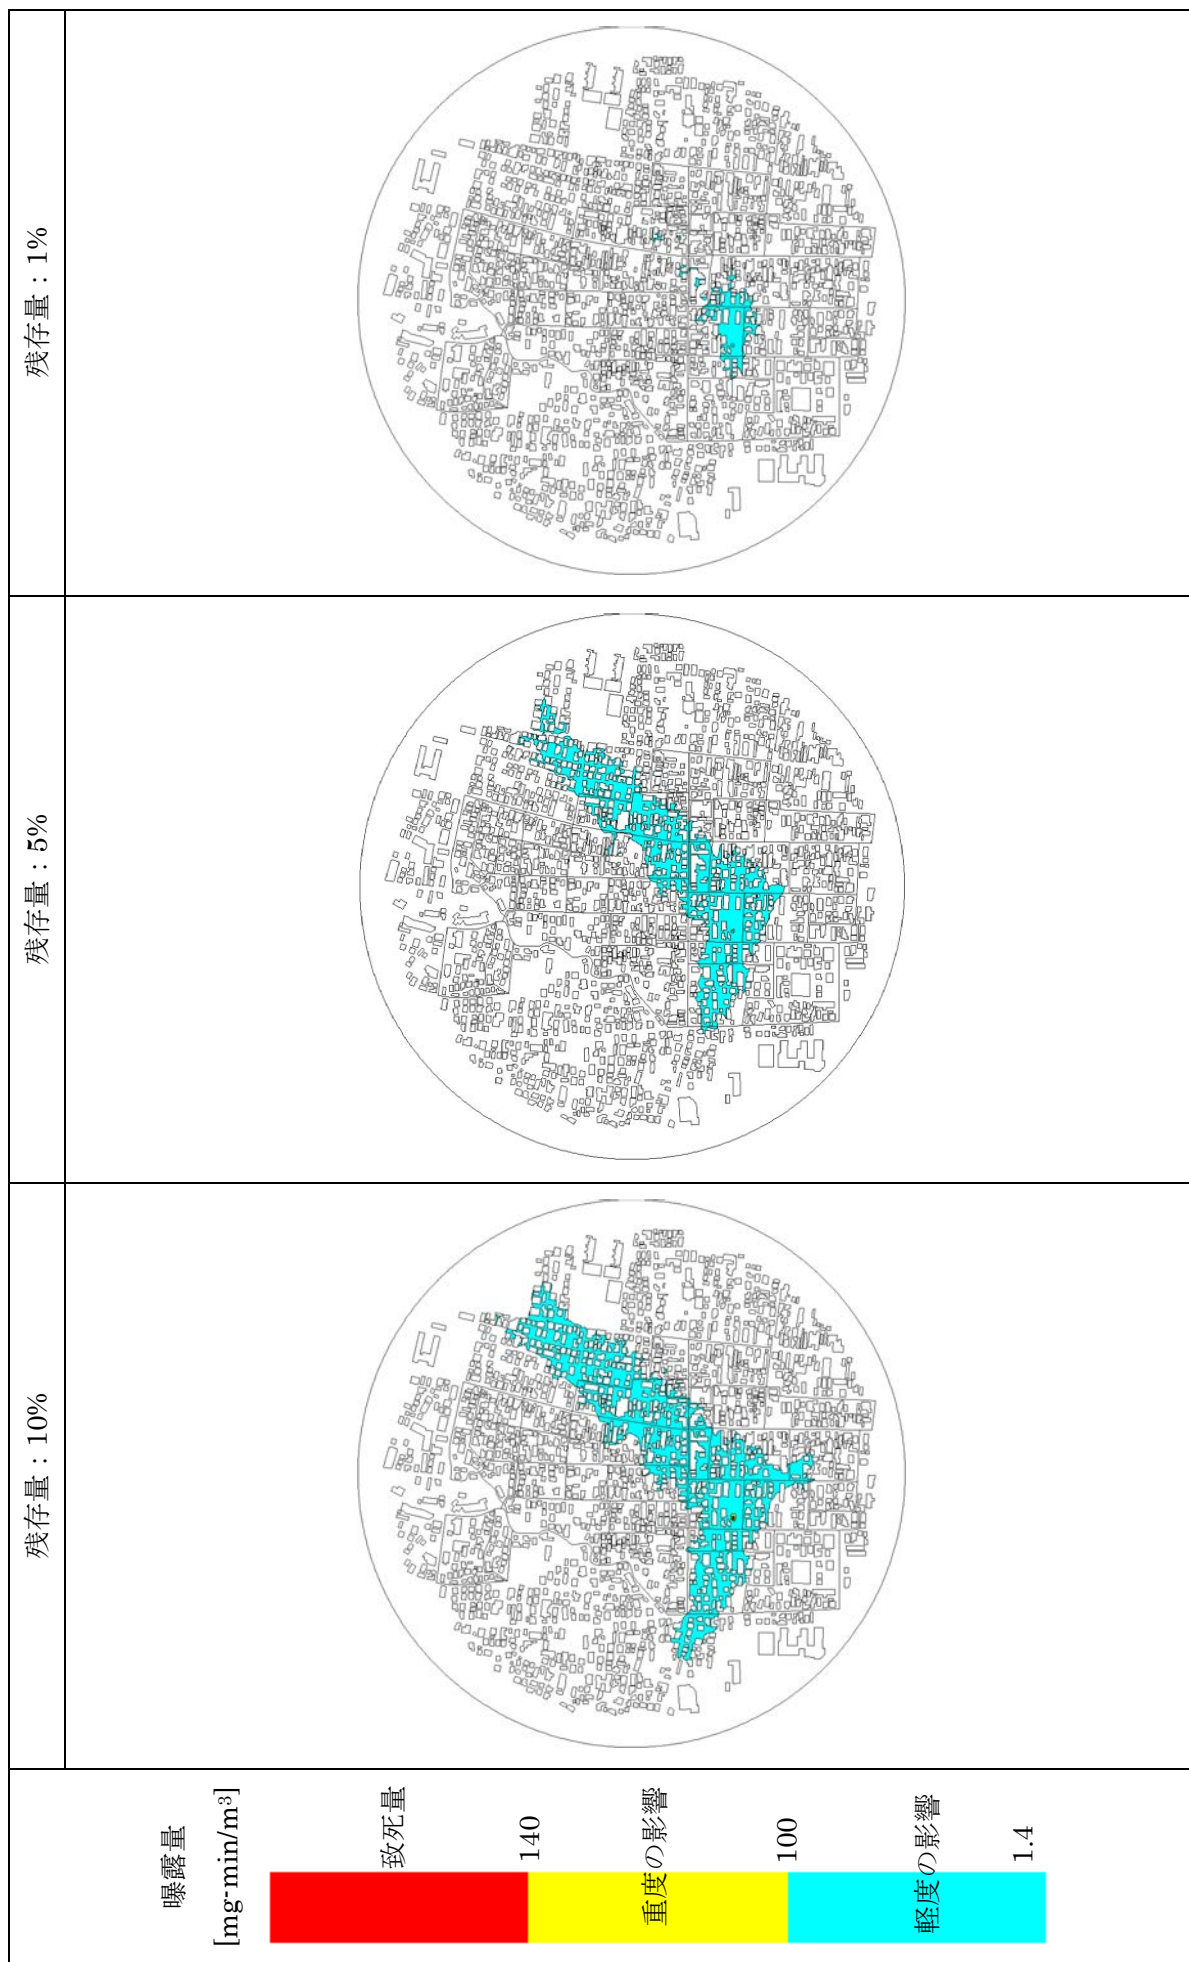 残存量：1%
残存量：5%
残存量：10%
曝露量
[mg-min/m³]
致死量
140
重度の影響
100
軽度の影響
1.4